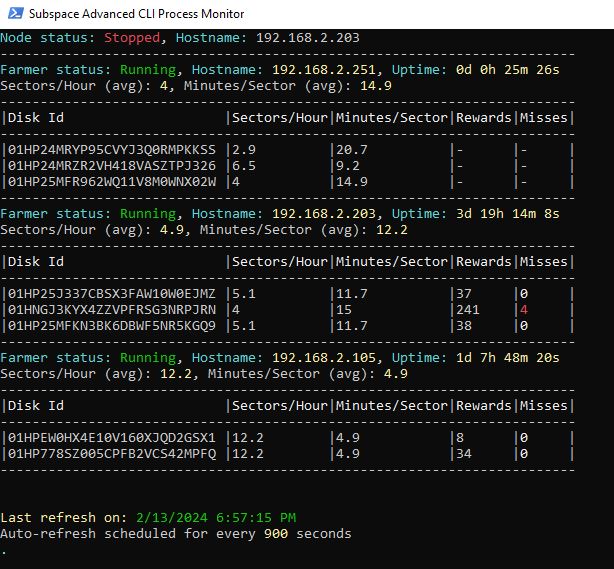 Subspace Advanced CLI Process Monitor
Node status: Stopped, Hostname: 192.168.2.203
--------------------------------------------------------------------
Farmer status: Running, Hostname: 192.168.2.251, Uptime: 0d 0h 25m 26s
Sectors/Hour (avg): 4, Minutes/Sector (avg): 14.9
--------------------------------------------------------------------
|Disk Id |Sectors/Hour|Minutes/Sector|Rewards|Misses|
--------------------------------------------------------------------
|01HP24MRYP95CVYJ3Q0RMPKKSS |2.9 |20.7 |- |- |
|01HP24MRZR2VH418VASZTPJ326 |6.5 |9.2 |- |- |
|01HP25MFR962WQ11V8M0WNX02W |4 |14.9 |- |- |
--------------------------------------------------------------------
Farmer status: Running, Hostname: 192.168.2.203, Uptime: 3d 19h 14m 8s
Sectors/Hour (avg): 4.9, Minutes/Sector (avg): 12.2
--------------------------------------------------------------------
|Disk Id |Sectors/Hour|Minutes/Sector|Rewards|Misses|
--------------------------------------------------------------------
|01HP25J337CBSX3FAW10W0EJMZ |5.1 |11.7 |37 |0 |
|01HNGJ3KYX4ZZVPFRSG3NRPJRN |4 |15 |241 |4 |
|01HP25MFKN3BK6DBWF5NR5KGQ9 |5.1 |11.7 |38 |0 |
--------------------------------------------------------------------
Farmer status: Running, Hostname: 192.168.2.105, Uptime: 1d 7h 48m 20s
Sectors/Hour (avg): 12.2, Minutes/Sector (avg): 4.9
--------------------------------------------------------------------
|Disk Id |Sectors/Hour|Minutes/Sector|Rewards|Misses|
--------------------------------------------------------------------
|01HPEW0HX4E10V160XJQD2GSX1 |12.2 |4.9 |8 |0 |
|01HP778SZ005CPFB2VCS42MPFQ |12.2 |4.9 |34 |0 |
--------------------------------------------------------------------
Last refresh on: 2/13/2024 6:57:15 PM
Auto-refresh scheduled for every 900 seconds
.